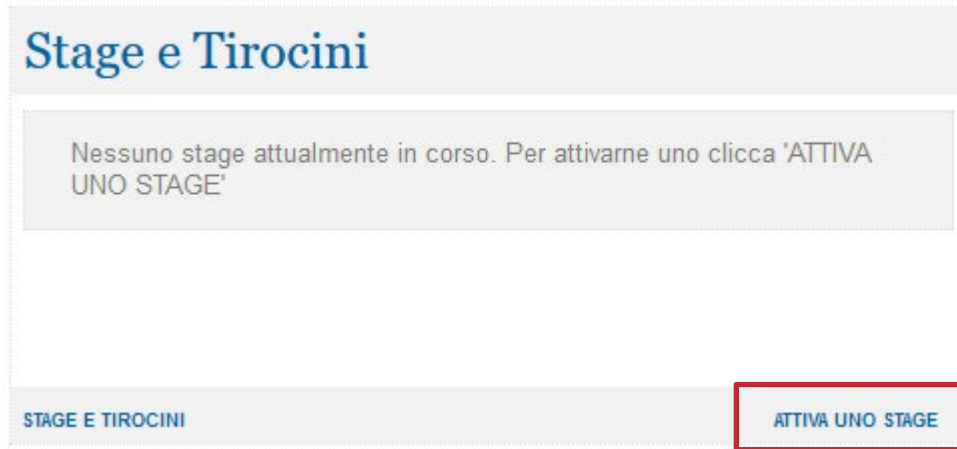 Stage e Tirocini
Nessuno stage attualmente in corso. Per attivarne uno clicca 'ATTIVA
UNO STAGE'
STAGE E TIROCINI
ATTIVA UNO STAGE